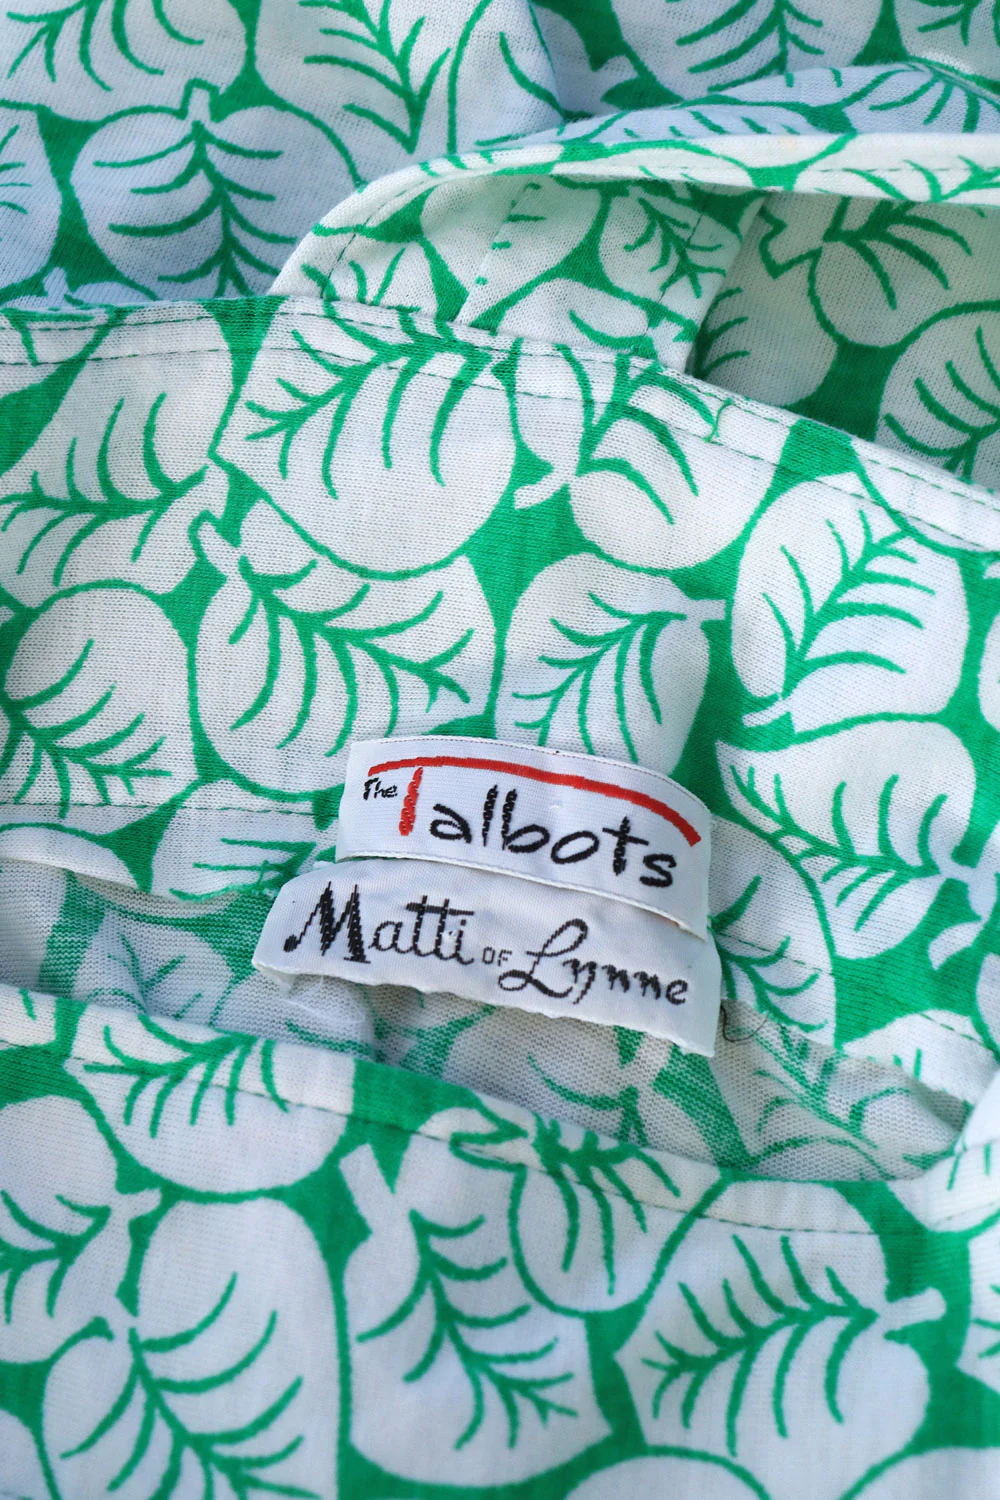 The Talbots
Matti OF Lynne